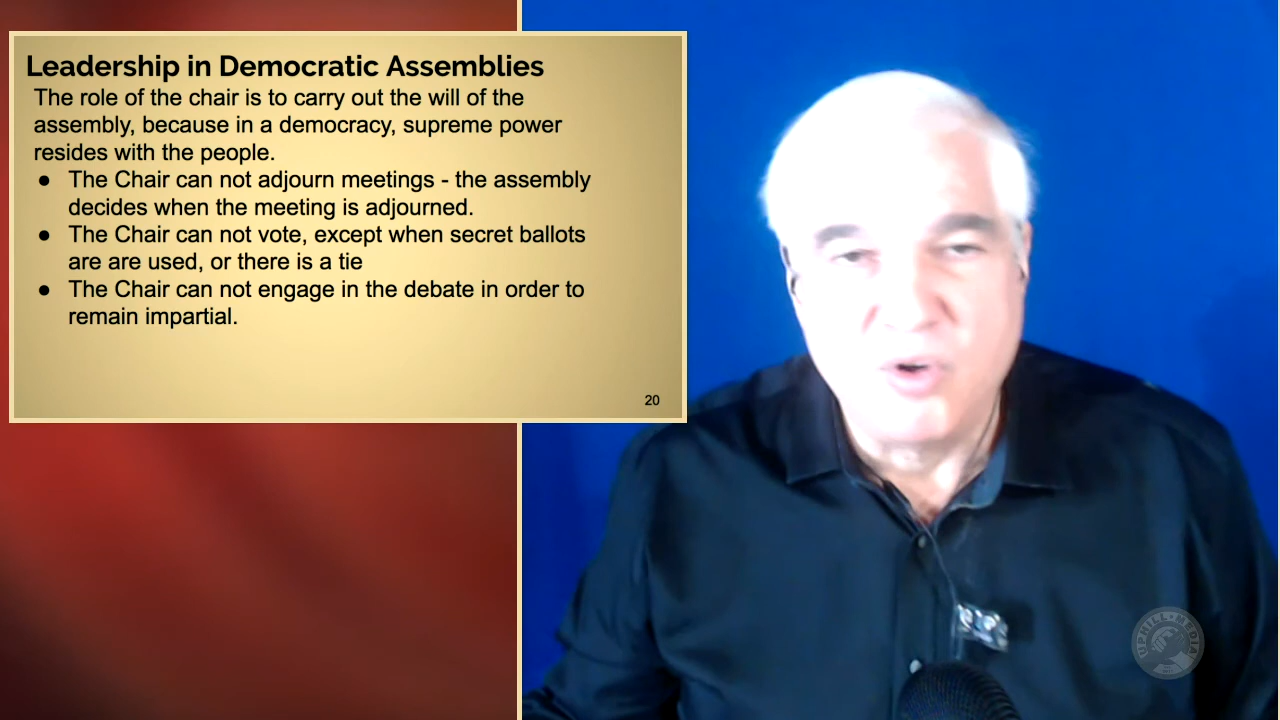 Leadership in Democratic Assemblies
The role of the chair is to carry out the will of the
assembly, because in a democracy, supreme power
resides with the people.
● The Chair can not adjourn meetings - the assembly
decides when the meeting is adjourned.
● The Chair can not vote, except when secret ballots
are are used, or there is a tie
● The Chair can not engage in the debate in order to
remain impartial.
20
UPHILL MEDIA